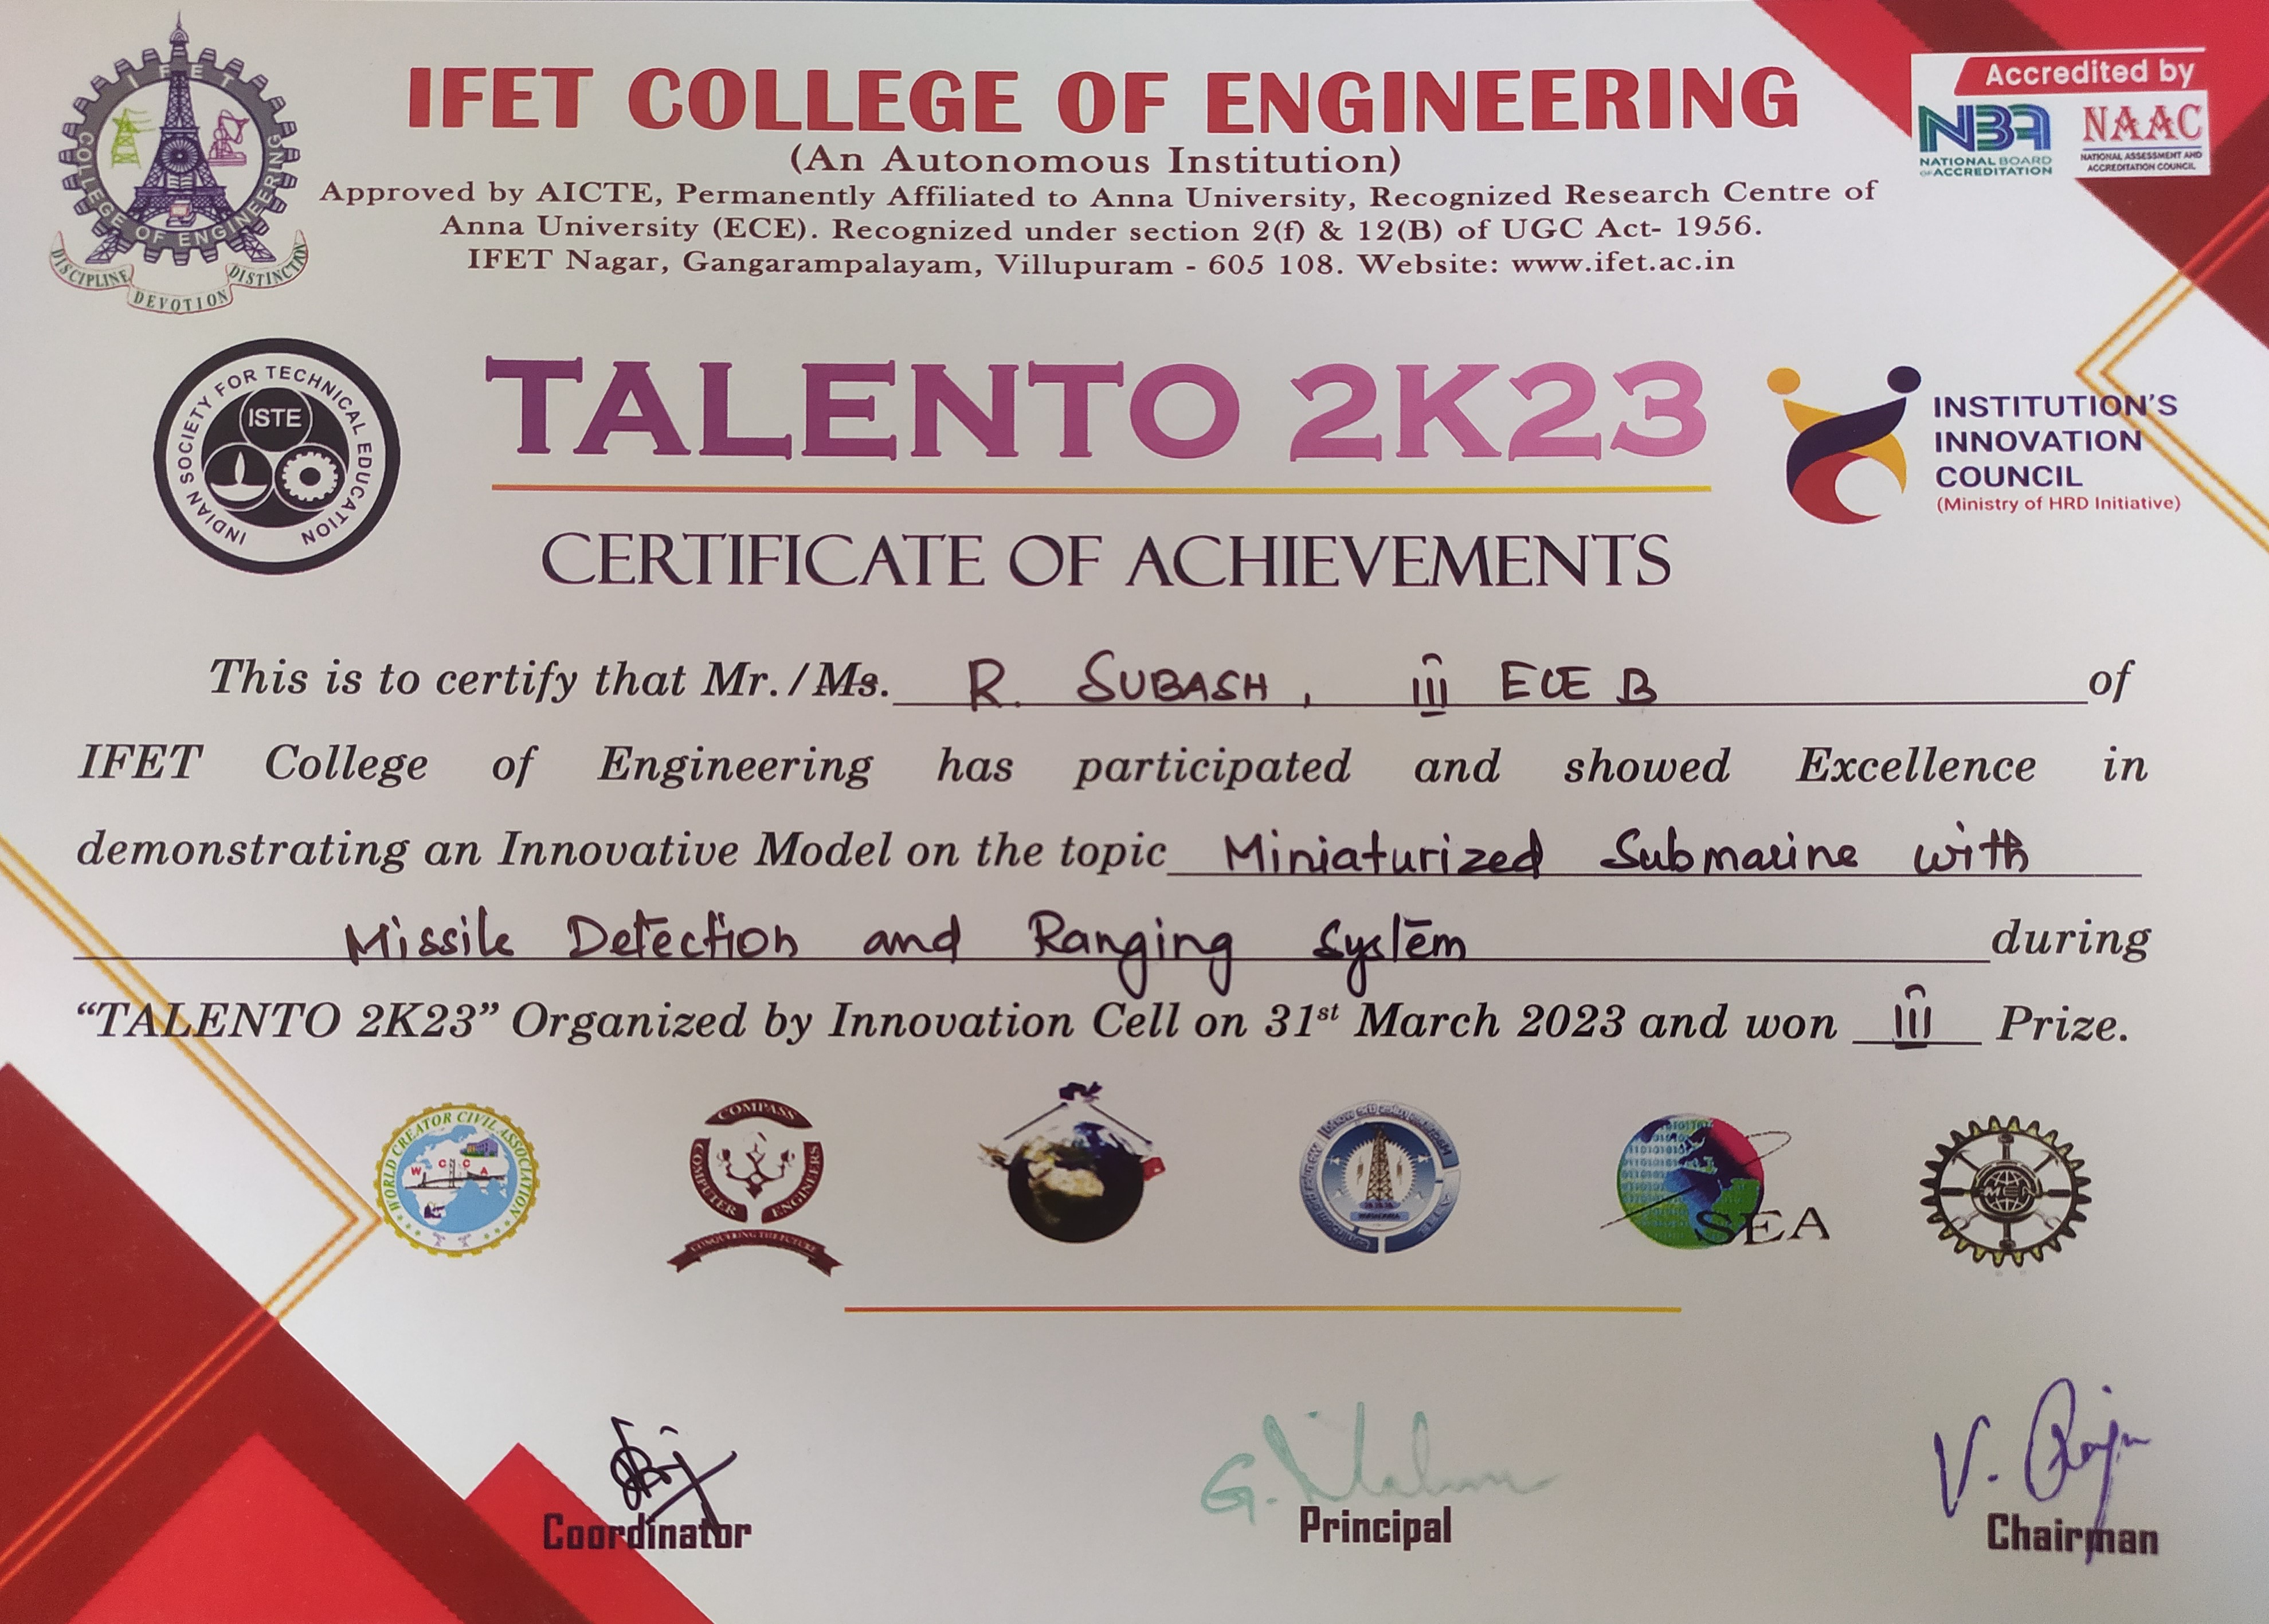 IFET
COLLEGE OF ENGINEERING
DISCIPLINE DEVOTION DISTINCTION
IFET COLLEGE OF ENGINEERING
(An Autonomous Institution)
Approved by AICTE, Permanently Affiliated to Anna University, Recognized Research Centre of
Anna University (ECE). Recognized under section 2(f) & 12(B) of UGC Act- 1956.
IFET Nagar, Gangarampalayam, Villupuram - 605 108. Website: www.ifet.ac.in
Accredited by
NBA
NATIONAL BOARD
OF ACCREDITATION
NAAC
NATIONAL ASSESSMENT AND
ACCREDITATION COUNCIL
INDIAN SOCIETY FOR TECHNICAL EDUCATION
ISTE
TALENTO 2K23
INSTITUTION'S
INNOVATION
COUNCIL
(Ministry of HRD Initiative)
CERTIFICATE OF ACHIEVEMENTS
This is to certify that Mr./Ms. R. SUBASH, III ECE B of
IFET College of Engineering has participated and showed Excellence in
demonstrating an Innovative Model on the topic Miniaturized Submarine with
Missile Detection and Ranging System during
“TALENTO 2K23” Organized by Innovation Cell on 31st March 2023 and won III Prize.
WORLD CREATOR CIVIL ASSOCIATION
W C C A
COMPASS
COMPUTER ENGINEERS
CONQUERING THE FUTURE
SEA
Coordinator
G.
Principal
V.
Chairman